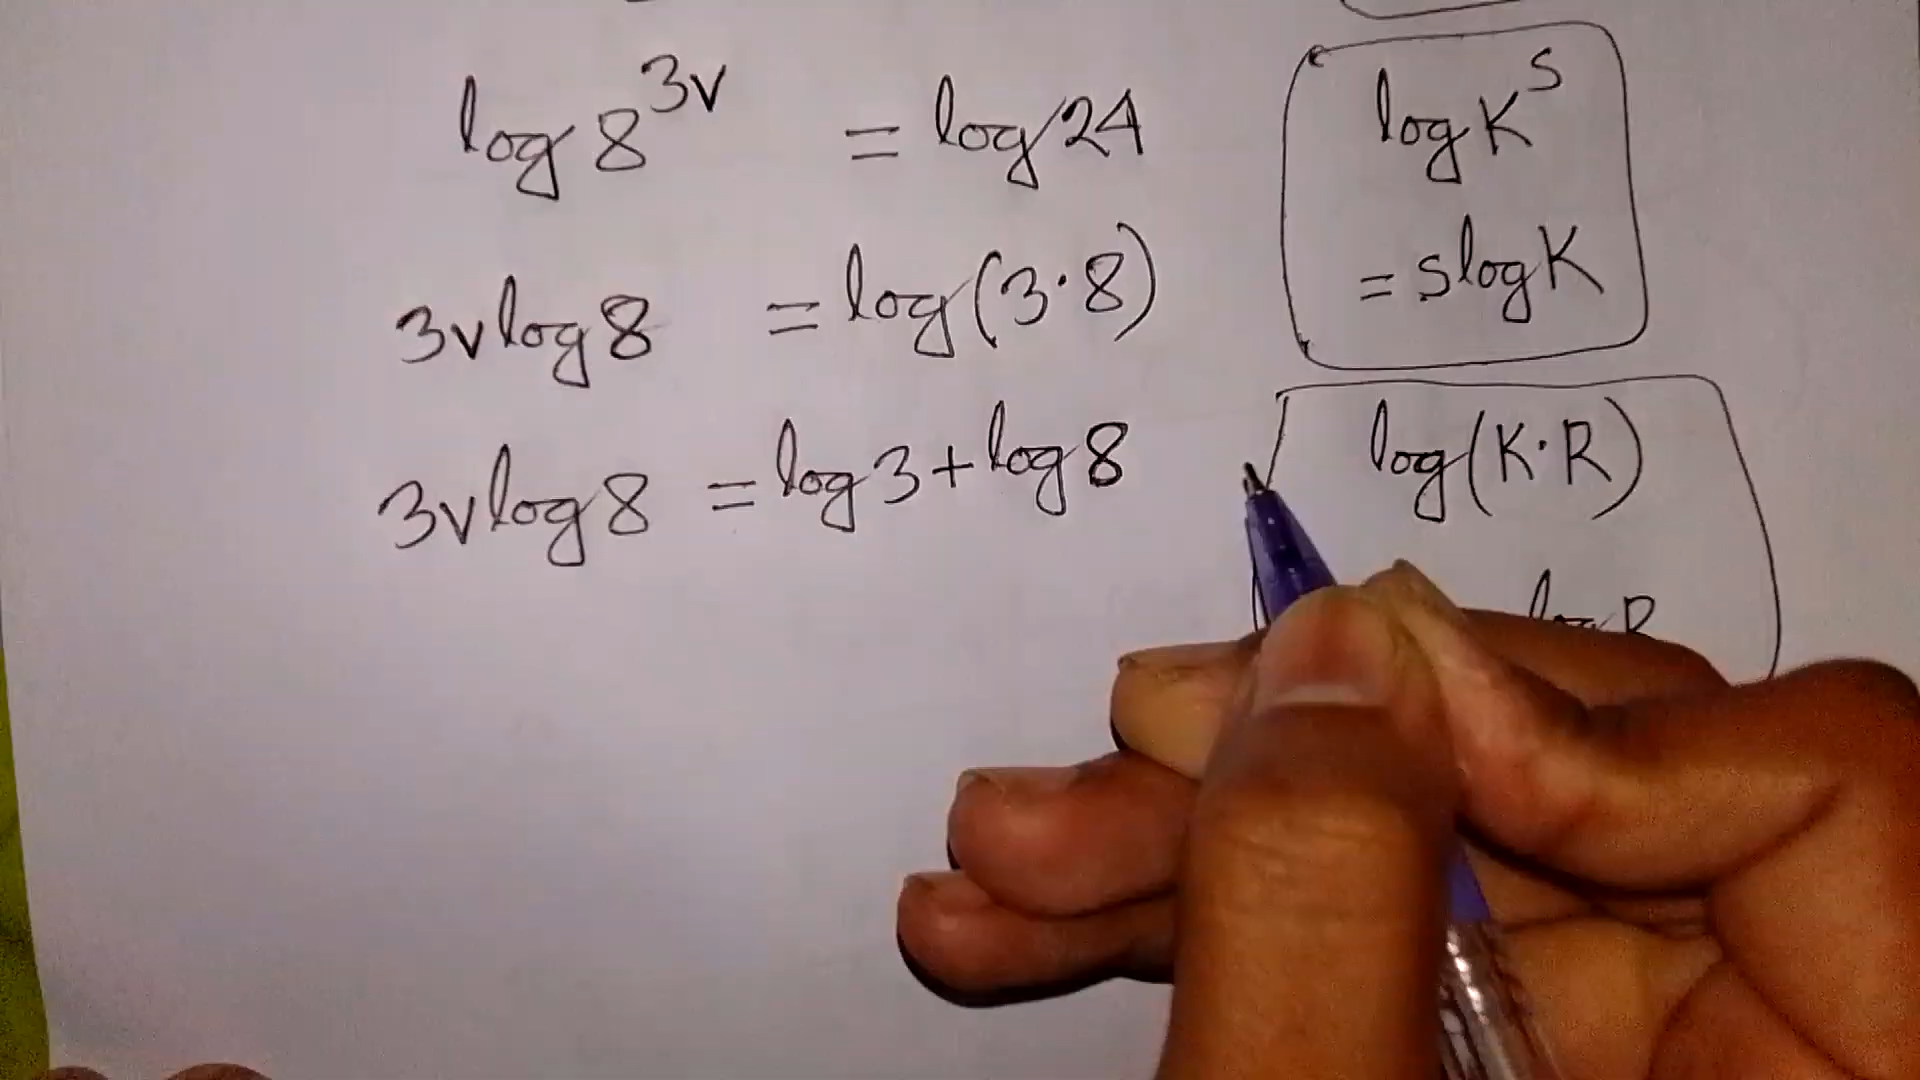 log 8^3v = log 24
3v log 8 = log(3·8)
3v log 8 = log 3 + log 8
log K^S
= s log K
log(K·R)
log R